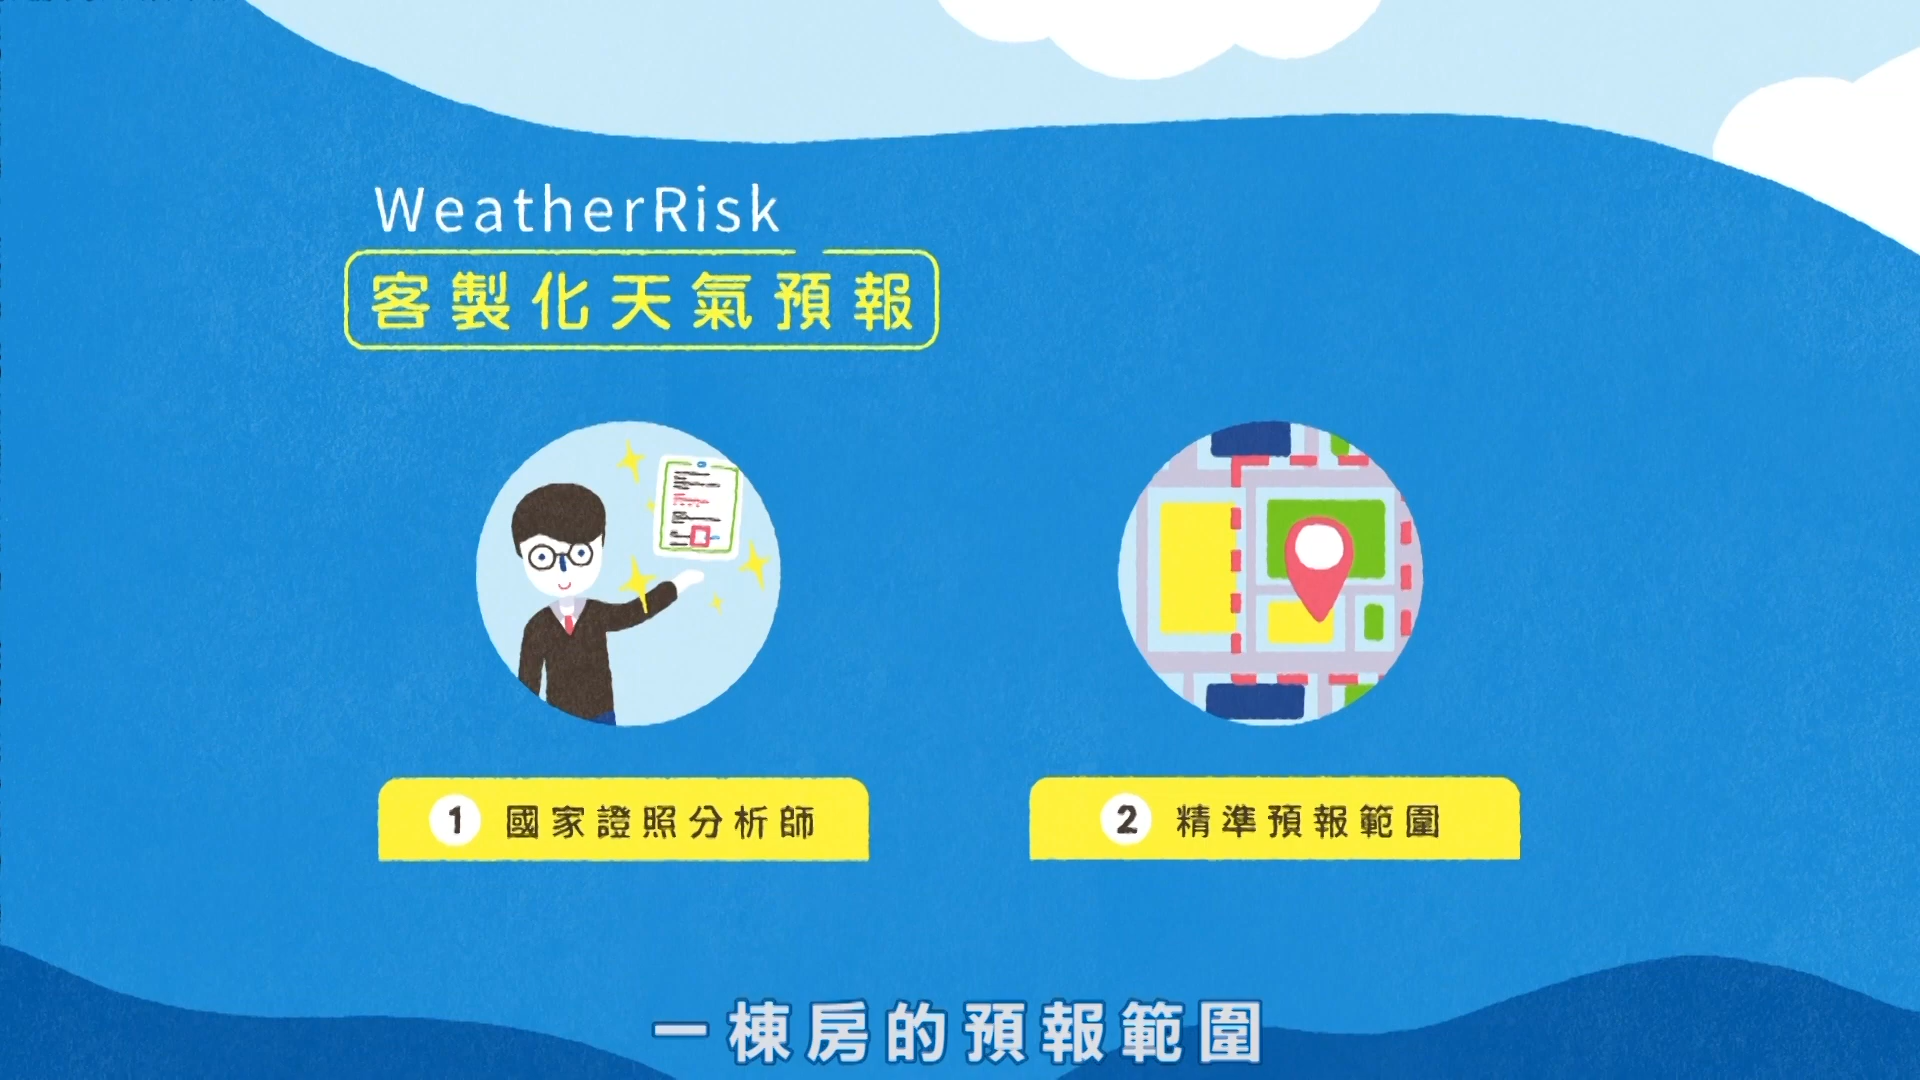 WeatherRisk
客製化天氣預報
1 國家證照分析師
2 精準預報範圍
一棟房的預報範圍